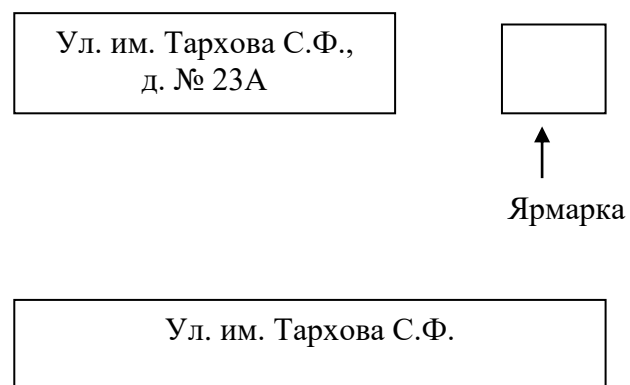 Ул. им. Тархова С.Ф.,
д. № 23А
Ярмарка
Ул. им. Тархова С.Ф.